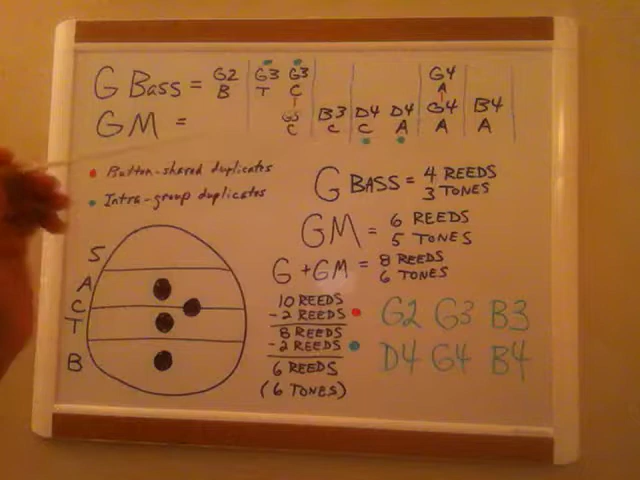 G Bass = G2 B G3 T G3 C G4 A
GM = G3 C B3 C D4 C D4 A G4 A B4 A
• Button-shared duplicates
• Intra-group duplicates
G BASS = 4 REEDS
3 TONES
GM = 6 REEDS
5 TONES
G+GM = 8 REEDS
6 TONES
S
A
C
T
B
10 REEDS
- 2 REEDS
8 REEDS
- 2 REEDS
6 REEDS
(6 TONES)
G2 G3 B3
D4 G4 B4